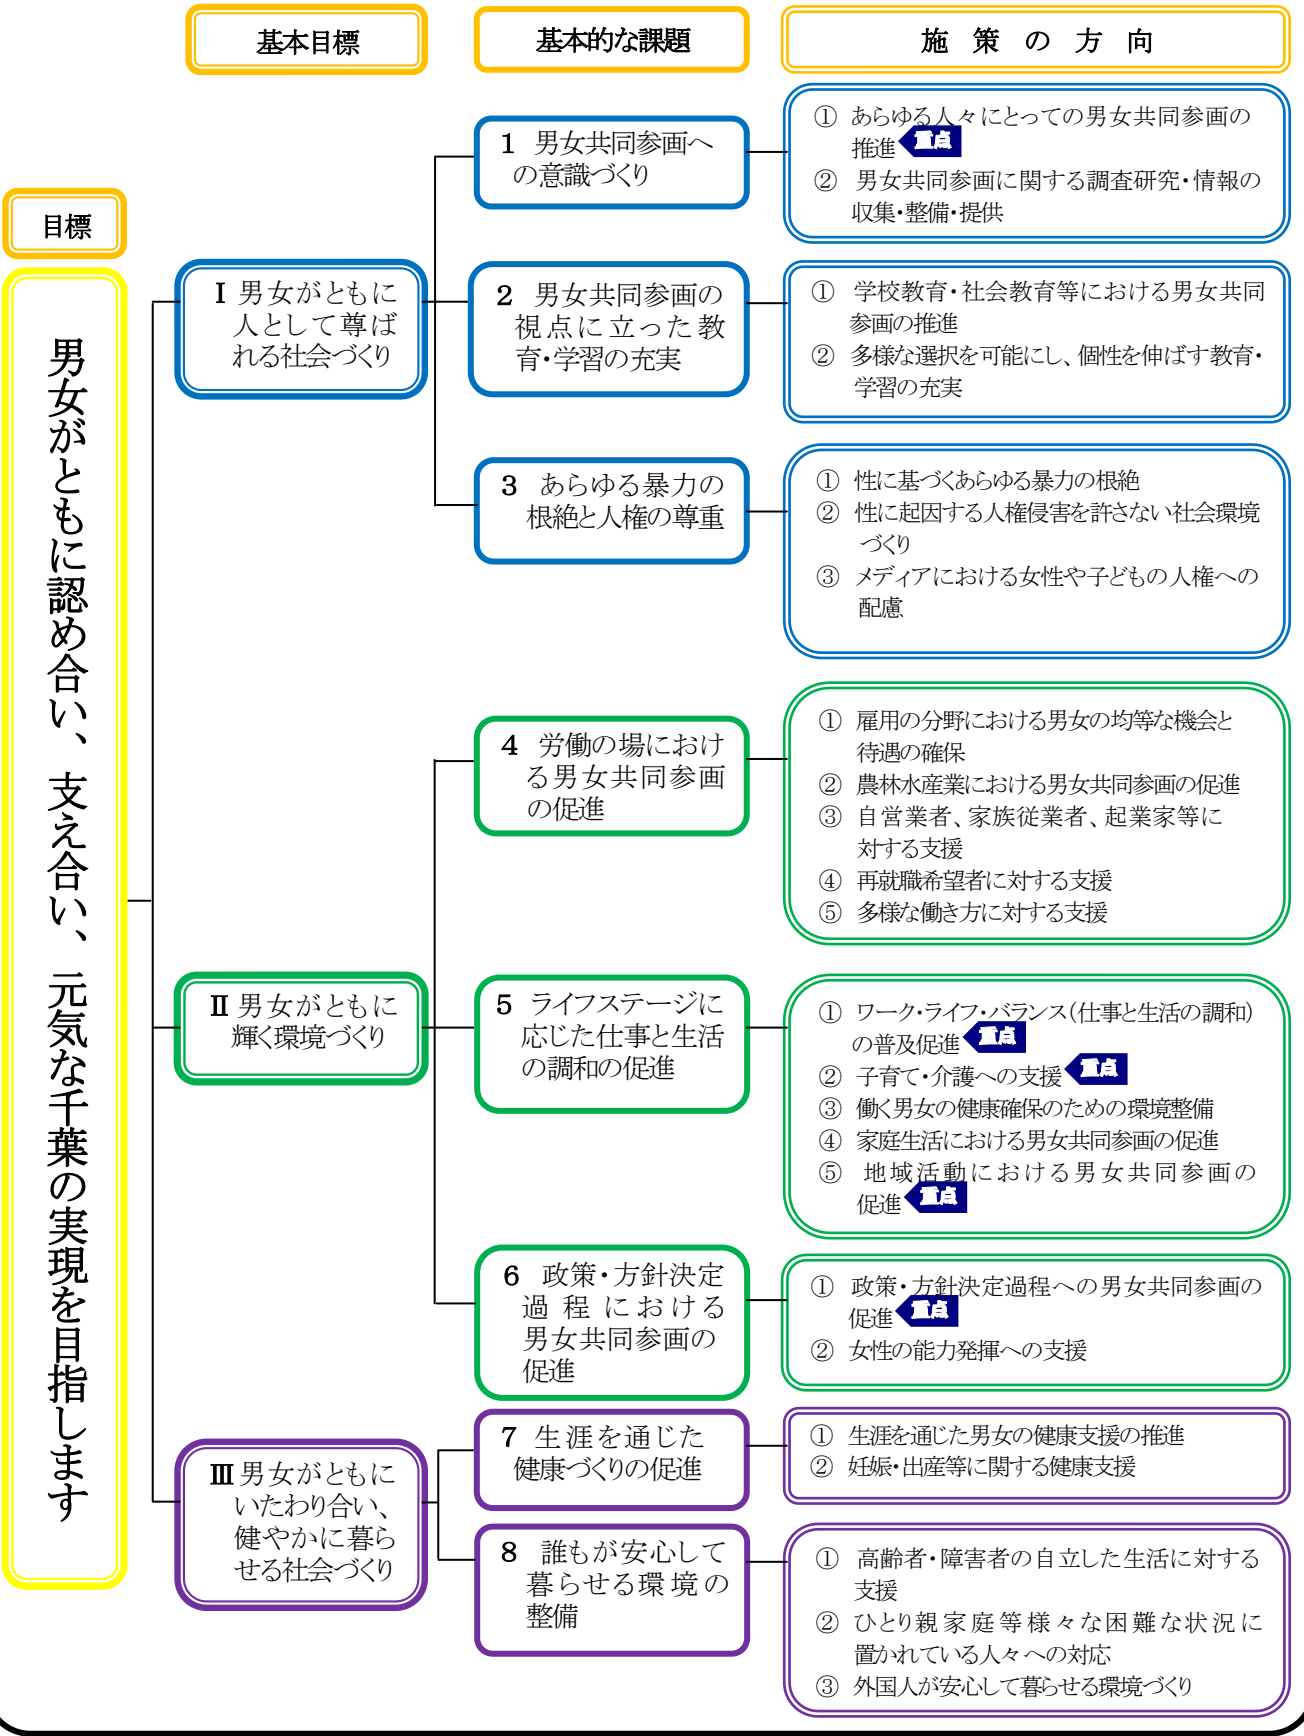 基本目標
基本的な課題
施策の方向
目標
男女がともに認め合い、支え合い、元気な千葉の実現を目指します
Ⅰ 男女がともに
人として尊ば
れる社会づくり
1 男女共同参画へ
の意識づくり
① あらゆる人々にとっての男女共同参画の
推進 重点
② 男女共同参画に関する調査研究・情報の
収集・整備・提供
2 男女共同参画の
視点に立った教
育・学習の充実
① 学校教育・社会教育等における男女共同
参画の推進
② 多様な選択を可能にし、個性を伸ばす教育・
学習の充実
3 あらゆる暴力の
根絶と人権の尊重
① 性に基づくあらゆる暴力の根絶
② 性に起因する人権侵害を許さない社会環境
づくり
③ メディアにおける女性や子どもの人権への
配慮
Ⅱ 男女がともに
輝く環境づくり
4 労働の場におけ
る男女共同参画
の促進
① 雇用の分野における男女の均等な機会と
待遇の確保
② 農林水産業における男女共同参画の促進
③ 自営業者、家族従業者、起業家等に
対する支援
④ 再就職希望者に対する支援
⑤ 多様な働き方に対する支援
5 ライフステージに
応じた仕事と生活
の調和の促進
① ワーク・ライフ・バランス(仕事と生活の調和)
の普及促進 重点
② 子育て・介護への支援 重点
③ 働く男女の健康確保のための環境整備
④ 家庭生活における男女共同参画の促進
⑤ 地域活動における男女共同参画の
促進 重点
6 政策・方針決定
過程における
男女共同参画の
促進
① 政策・方針決定過程への男女共同参画の
促進 重点
② 女性の能力発揮への支援
Ⅲ 男女がともに
いたわり合い、
健やかに暮ら
せる社会づくり
7 生涯を通じた
健康づくりの促進
① 生涯を通じた男女の健康支援の推進
② 妊娠・出産等に関する健康支援
8 誰もが安心して
暮らせる環境の
整備
① 高齢者・障害者の自立した生活に対する
支援
② ひとり親家庭等様々な困難な状況に
置かれている人々への対応
③ 外国人が安心して暮らせる環境づくり